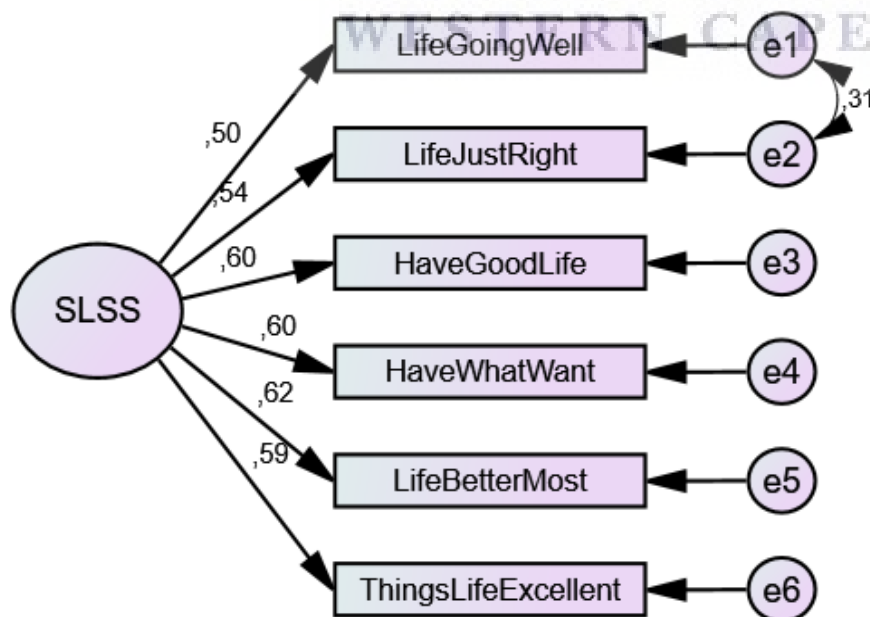 WESTERN CAPE
LifeGoingWell
e1
,31
,50
LifeJustRight
e2
,54
HaveGoodLife
e3
,60
SLSS
,60
HaveWhatWant
e4
,62
LifeBetterMost
e5
,59
ThingsLifeExcellent
e6